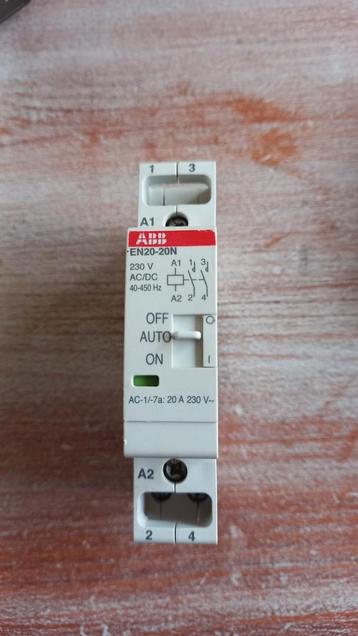 1 3
A1
ABB
EN20-20N
230 V
AC/DC
40-450 Hz
A1 1 3
A2 2 4
OFF
AUTO
ON
O
I
AC-1/-7a: 20 A 230 V~
A2
2 4